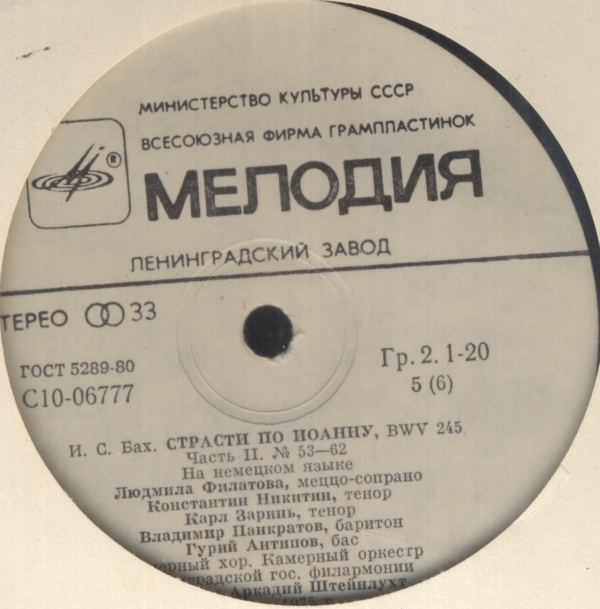 МИНИСТЕРСТВО КУЛЬТУРЫ СССР
ВСЕСОЮЗНАЯ ФИРМА ГРАМПЛАСТИНОК
®
МЕЛОДИЯ
ЛЕНИНГРАДСКИЙ ЗАВОД
ТЕРЕО 33
ГОСТ 5289-80
С10-06777
Гр. 2. 1-20
5 (6)
И. С. Бах. СТРАСТИ ПО ИОАННУ, BWV 245
Часть II. № 53—62
На немецком языке
Людмила Филатова, меццо-сопрано
Константин Никитин, тенор
Карл Заринь, тенор
Владимир Панкратов, баритон
Гурий Антипов, бас
ерный хор. Камерный оркестр
градской гос. филармонии
Аркадий Штейнлухт